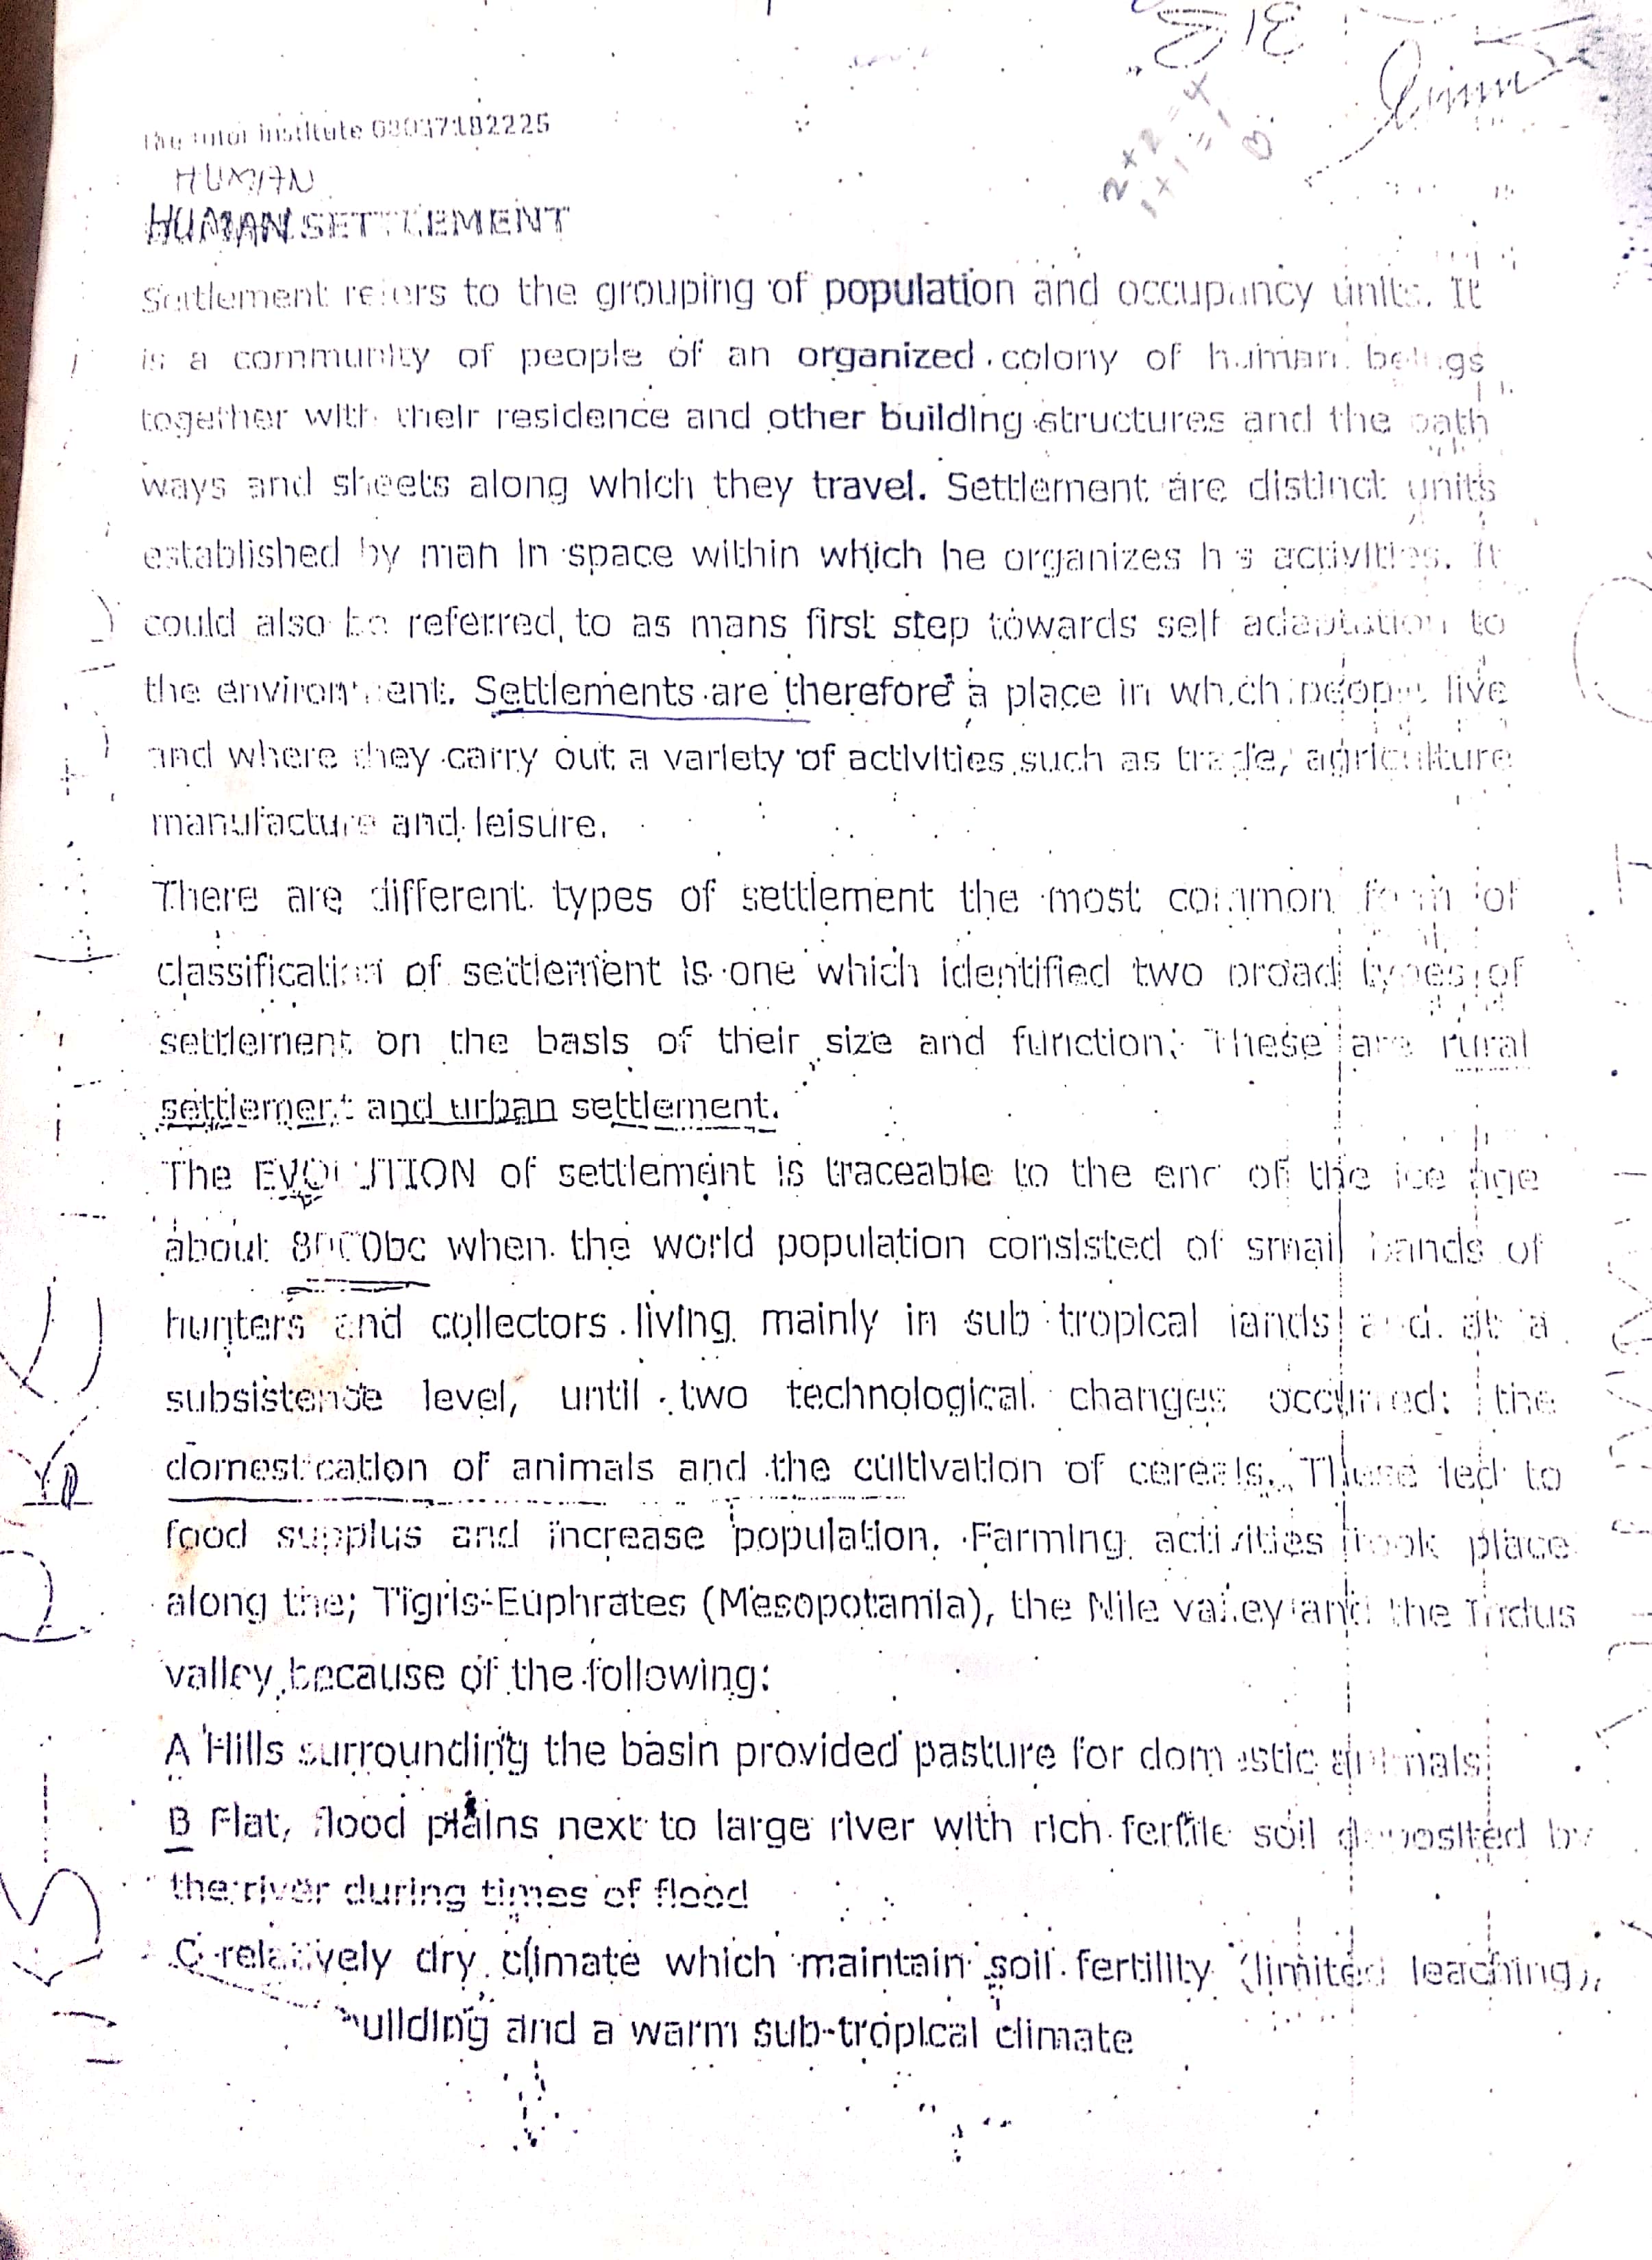 institute 08037182225
HUMAN
HUMAN SETTLEMENT
Settlement refers to the grouping of population and occupancy units. It
is a community of people of an organized colony of human beings
together with their residence and other building structures and the path
ways and sheets along which they travel. Settlement are distinct units
established by man in space within which he organizes his activities. It
could also be referred to as mans first step towards self adaptation to
the environment. Settlements are therefore a place in which people live
and where they carry out a variety of activities such as trade, agriculture
manufacture and leisure.
There are different types of settlement the most common form of
classification of settlement is one which identified two broad types of
settlement on the basis of their size and function. These are rural
settlement and urban settlement.
The EVOLUTION of settlement is traceable to the end of the ice age
about 8000bc when the world population consisted of small bands of
hunters and collectors living mainly in sub tropical lands and at a
subsistence level, until two technological changes occurred: the
domestication of animals and the cultivation of cereals. These led to
food supplus and increase population. Farming activities took place
along the; Tigris-Euphrates (Mesopotamia), the Nile valley and the Indus
valley because of the following:
A Hills surrounding the basin provided pasture for domestic animals
B Flat, flood plains next to large river with rich fertile soil deposited by
the river during times of flood
C relatively dry climate which maintain soil fertility (limited leaching),
building and a warm sub-tropical climate
2+2=4
1×1=1